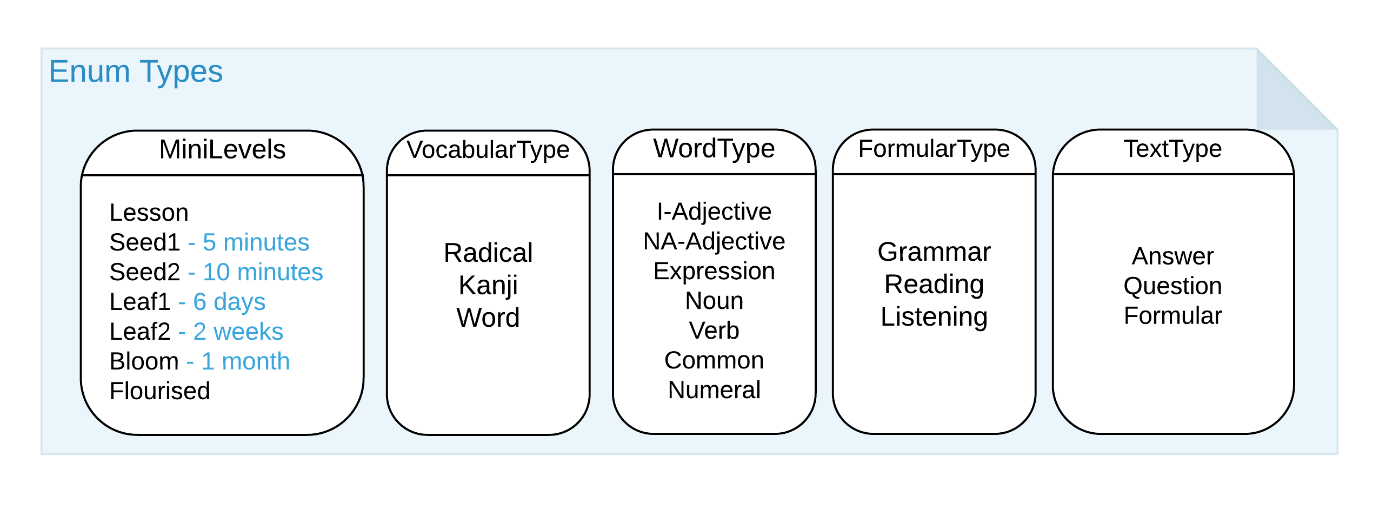 Enum Types
MiniLevels
Lesson
Seed1 - 5 minutes
Seed2 - 10 minutes
Leaf1 - 6 days
Leaf2 - 2 weeks
Bloom - 1 month
Flourised
VocabularType
Radical
Kanji
Word
WordType
I-Adjective
NA-Adjective
Expression
Noun
Verb
Common
Numeral
FormularType
Grammar
Reading
Listening
TextType
Answer
Question
Formular